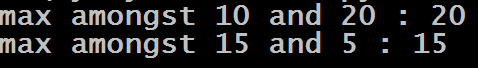 max amongst 10 and 20 : 20
max amongst 15 and 5 : 15